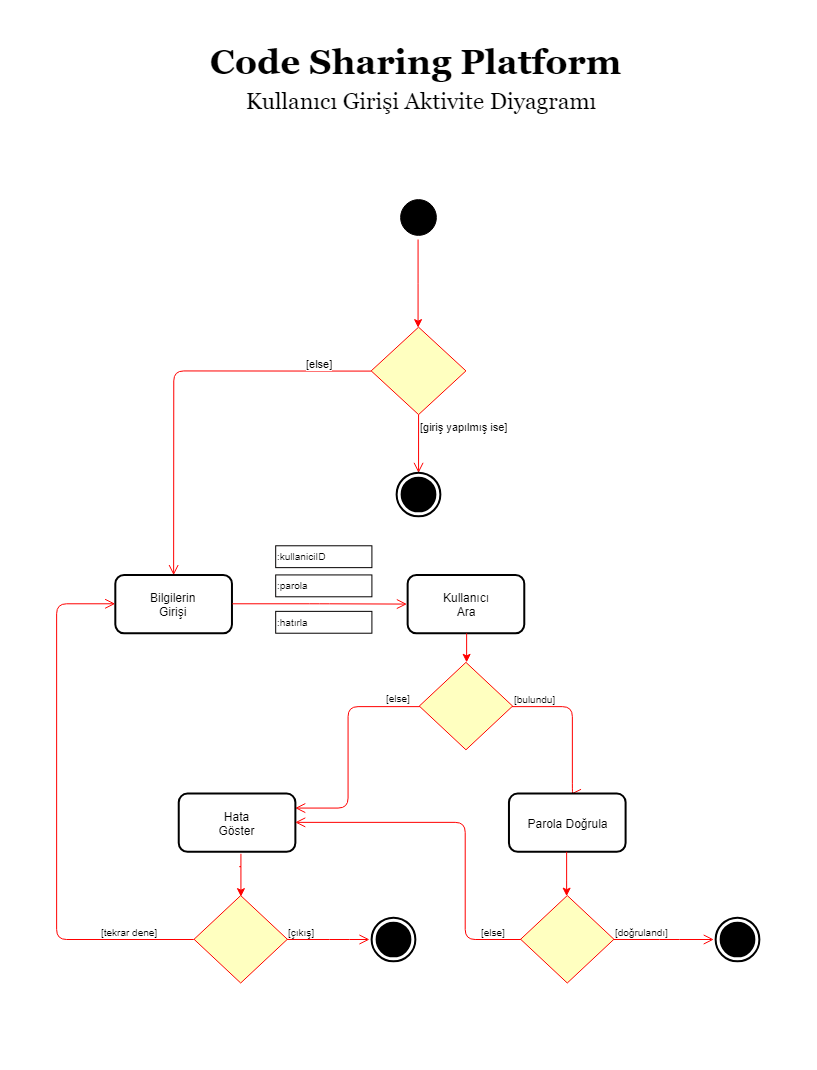 Code Sharing Platform
Kullanıcı Girişi Aktivite Diyagramı
[else]
[giriş yapılmış ise]
:kullaniciID
:parola
:hatırla
Bilgilerin
Girişi
Kullanıcı
Ara
[else]
[bulundu]
Hata
Göster
Parola Doğrula
[tekrar dene]
[çıkış]
[else]
[doğrulandı]